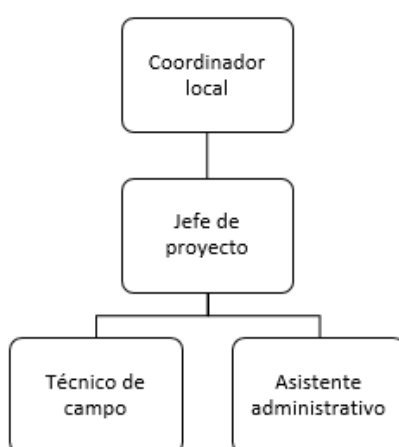 Coordinador
local
Jefe de
proyecto
Técnico de
campo
Asistente
administrativo